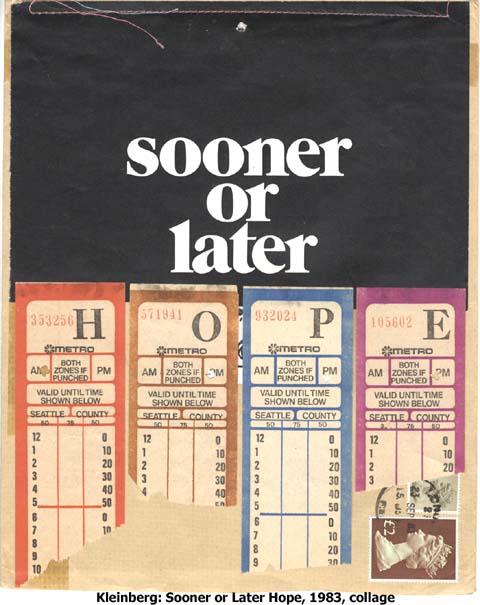 sooner
or
later
353256 H
METRO
AM BOTH ZONES IF PUNCHED PM
VALID UNTIL TIME
SHOWN BELOW
SEATTLE COUNTY
50 75 50
12 0
1 10
2 20
3 30
4 40
5 50
6
7
8
9
10
571941 O
METRO
AM BOTH ZONES IF PUNCHED PM
VALID UNTIL TIME
SHOWN BELOW
SEATTLE COUNTY
50 75 50
12 0
1 10
2 20
3 30
4 40
50
932024 P
METRO
AM BOTH ZONES IF PUNCHED PM
VALID UNTIL TIME
SHOWN BELOW
SEATTLE COUNTY
50 75 50
12 0
1 10
2 20
3 30
4 40
5 50
6 0
10
20
30
105602 E
METRO
AM BOTH ZONES IF PUNCHED PM
VALID UNTIL TIME
SHOWN BELOW
SEATTLE COUNTY
75 50
12 0
1 10
2 20
3 30
SEP
£2
Kleinberg: Sooner or Later Hope, 1983, collage